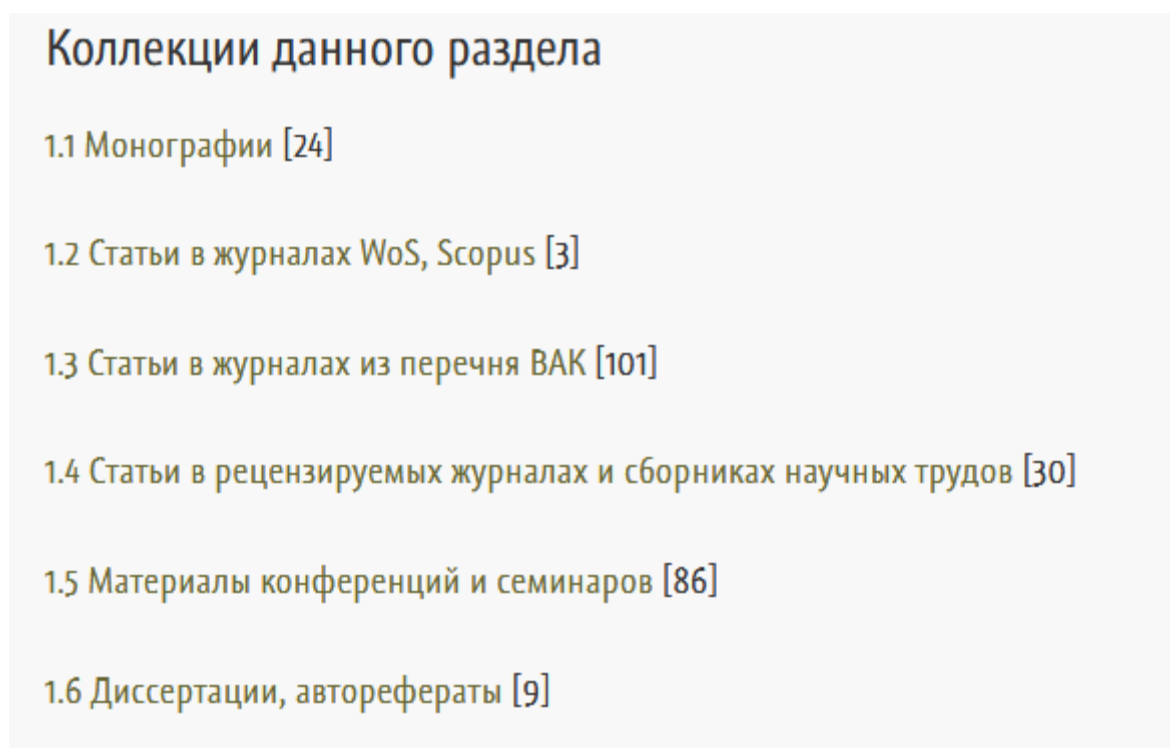 Коллекции данного раздела
1.1 Монографии [24]
1.2 Статьи в журналах WoS, Scopus [3]
1.3 Статьи в журналах из перечня ВАК [101]
1.4 Статьи в рецензируемых журналах и сборниках научных трудов [30]
1.5 Материалы конференций и семинаров [86]
1.6 Диссертации, авторефераты [9]